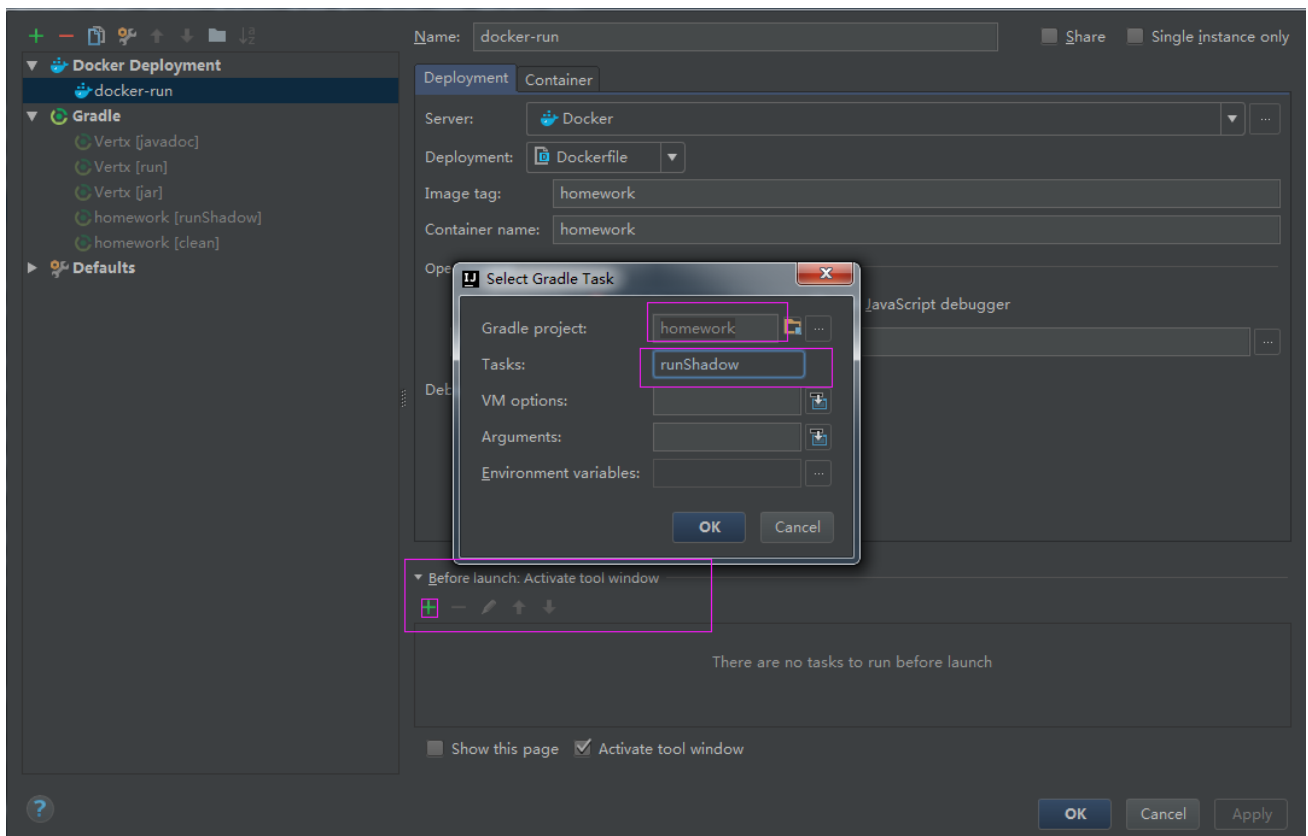 Name: docker-run Share Single instance only
Docker Deployment
docker-run
Gradle
Vertx [javadoc]
Vertx [run]
Vertx [jar]
homework [runShadow]
homework [clean]
Defaults
Deployment Container
Server: Docker ...
Deployment: Dockerfile
Image tag: homework
Container name: homework
Ope
JavaScript debugger
...
Deb
IJ Select Gradle Task
Gradle project: homework ...
Tasks: runShadow
VM options:
Arguments:
Environment variables: ...
OK Cancel
Before launch: Activate tool window
There are no tasks to run before launch
Show this page Activate tool window
? OK Cancel Apply